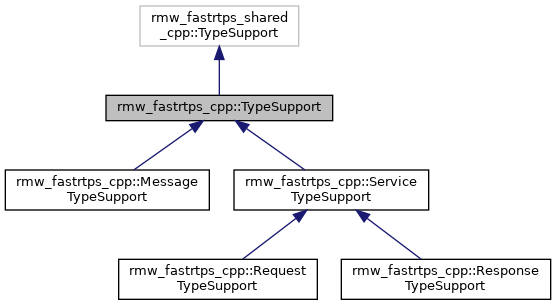 rmw_fastrtps_shared
_cpp::TypeSupport
rmw_fastrtps_cpp::TypeSupport
rmw_fastrtps_cpp::Message
TypeSupport
rmw_fastrtps_cpp::Service
TypeSupport
rmw_fastrtps_cpp::Request
TypeSupport
rmw_fastrtps_cpp::Response
TypeSupport